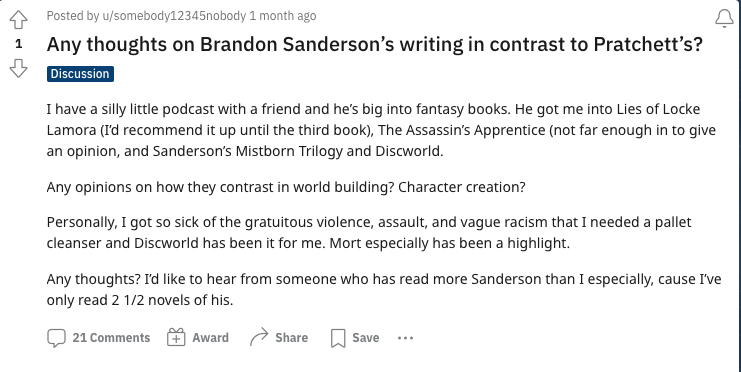 Posted by u/somebody12345nobody 1 month ago
1
Any thoughts on Brandon Sanderson's writing in contrast to Pratchett's?
Discussion
I have a silly little podcast with a friend and he's big into fantasy books. He got me into Lies of Locke
Lamora (I'd recommend it up until the third book), The Assassin's Apprentice (not far enough in to give
an opinion, and Sanderson's Mistborn Trilogy and Discworld.
Any opinions on how they contrast in world building? Character creation?
Personally, I got so sick of the gratuitous violence, assault, and vague racism that I needed a pallet
cleanser and Discworld has been it for me. Mort especially has been a highlight.
Any thoughts? I'd like to hear from someone who has read more Sanderson than I especially, cause I've
only read 2 1/2 novels of his.
21 Comments Award Share Save